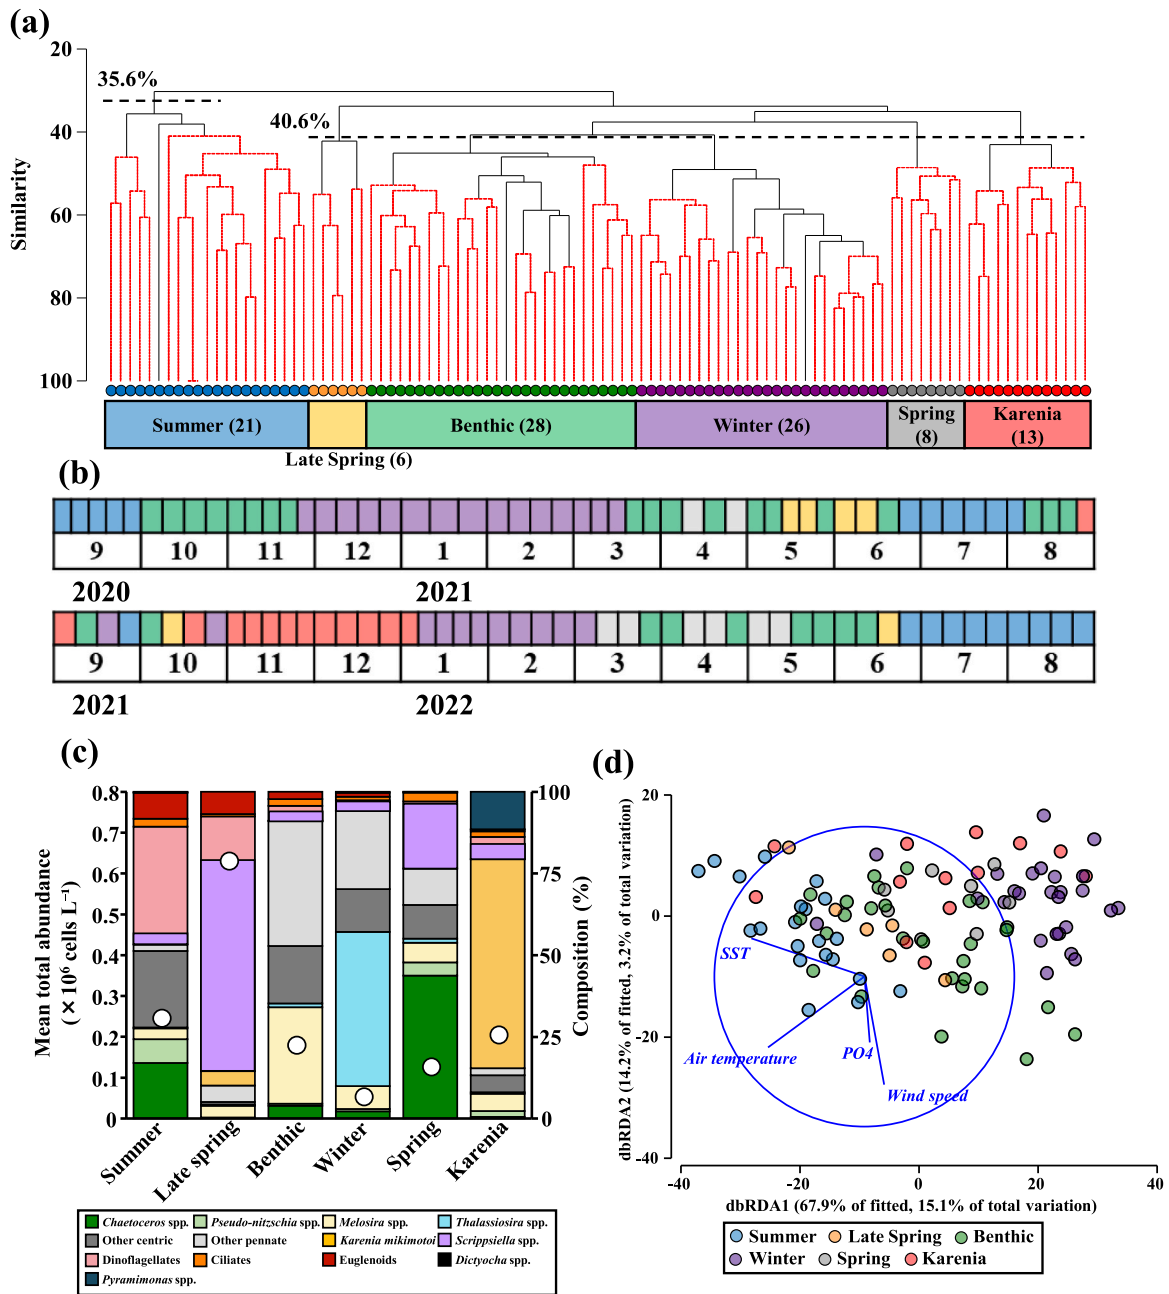 (a)
20
40
60
80
100
Similarity
35.6%
40.6%
Summer (21)
Benthic (28)
Winter (26)
Spring
(8)
Karenia
(13)
Late Spring (6)
(b)
9 10 11 12 1 2 3 4 5 6 7 8
2020 2021
9 10 11 12 1 2 3 4 5 6 7 8
2021 2022
(c)
Mean total abundance
(×10⁶ cells L⁻¹)
0.8
0.7
0.6
0.5
0.4
0.3
0.2
0.1
0
100
75
50
25
0
Composition (%)
Summer
Late spring
Benthic
Winter
Spring
Karenia
Chaetoceros spp. Pseudo-nitzschia spp. Melosira spp. Thalassiosira spp.
Other centric Other pennate Karenia mikimotoi Scrippsiella spp.
Dinoflagellates Ciliates Euglenoids Dictyocha spp.
Pyramimonas spp.
(d)
dbRDA2 (14.2% of fitted, 3.2% of total variation)
20
0
-20
-40
SST
Air temperature
PO4
Wind speed
-40 -20 0 20 40
dbRDA1 (67.9% of fitted, 15.1% of total variation)
Summer Late Spring Benthic
Winter Spring Karenia